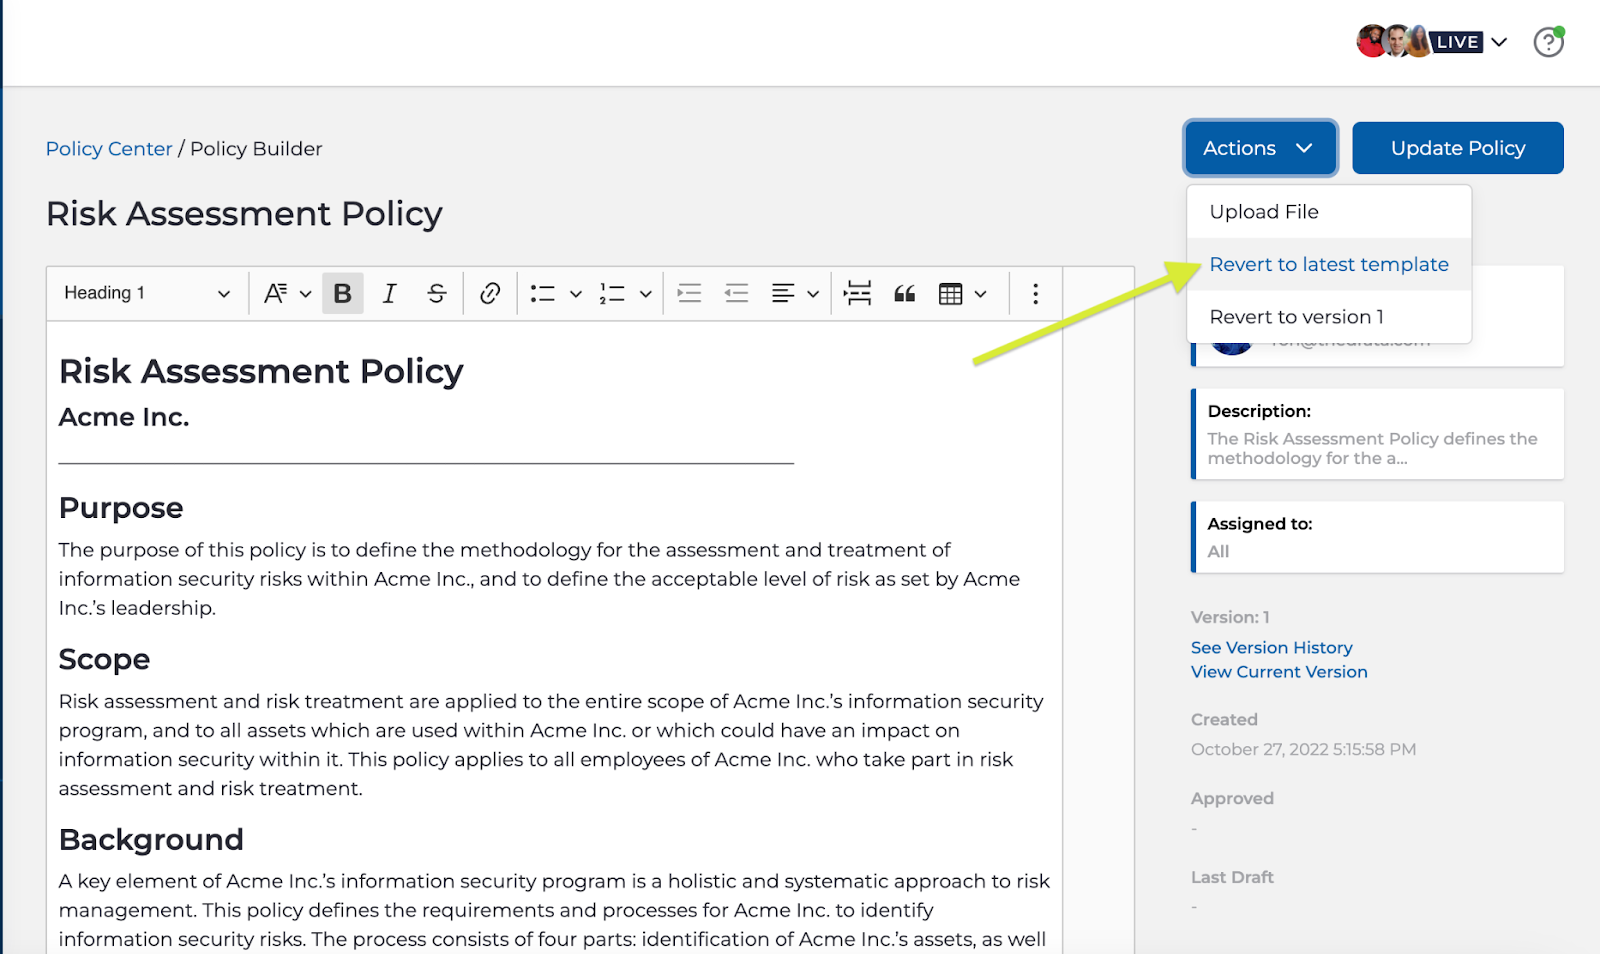 LIVE
Policy Center / Policy Builder
Actions
Update Policy
Risk Assessment Policy
Upload File
Revert to latest template
Revert to version 1
Heading 1
Risk Assessment Policy
Acme Inc.
Purpose
The purpose of this policy is to define the methodology for the assessment and treatment of
information security risks within Acme Inc., and to define the acceptable level of risk as set by Acme
Inc.’s leadership.
Scope
Risk assessment and risk treatment are applied to the entire scope of Acme Inc.’s information security
program, and to all assets which are used within Acme Inc. or which could have an impact on
information security within it. This policy applies to all employees of Acme Inc. who take part in risk
assessment and risk treatment.
Background
A key element of Acme Inc.’s information security program is a holistic and systematic approach to risk
management. This policy defines the requirements and processes for Acme Inc. to identify
information security risks. The process consists of four parts: identification of Acme Inc.’s assets, as well
Description:
The Risk Assessment Policy defines the
methodology for the a...
Assigned to:
All
Version: 1
See Version History
View Current Version
Created
October 27, 2022 5:15:58 PM
Approved
-
Last Draft
-